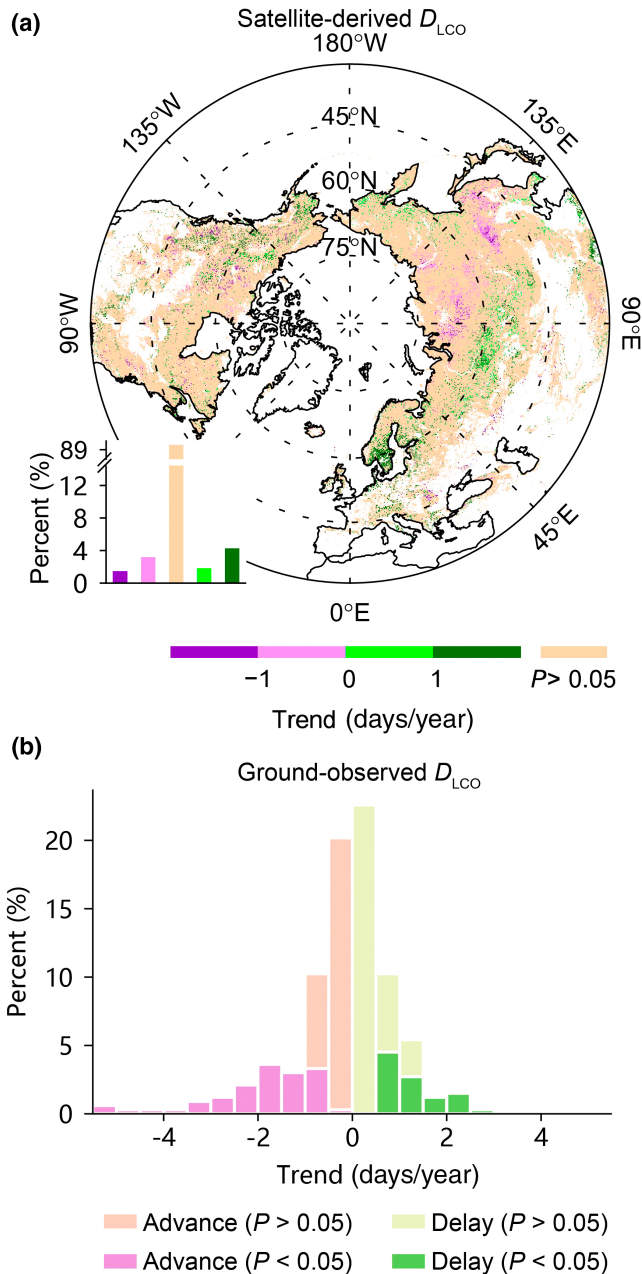 (a)
Satellite-derived D_LCO
180°W
135°W
45°N
135°E
60°N
75°N
90°W
90°E
89
12
8
4
0
Percent (%)
45°E
0°E
−1
0
1
P> 0.05
Trend (days/year)
(b)
Ground-observed D_LCO
20
15
10
5
0
Percent (%)
-4
-2
0
2
4
Trend (days/year)
Advance (P > 0.05)
Delay (P > 0.05)
Advance (P < 0.05)
Delay (P < 0.05)